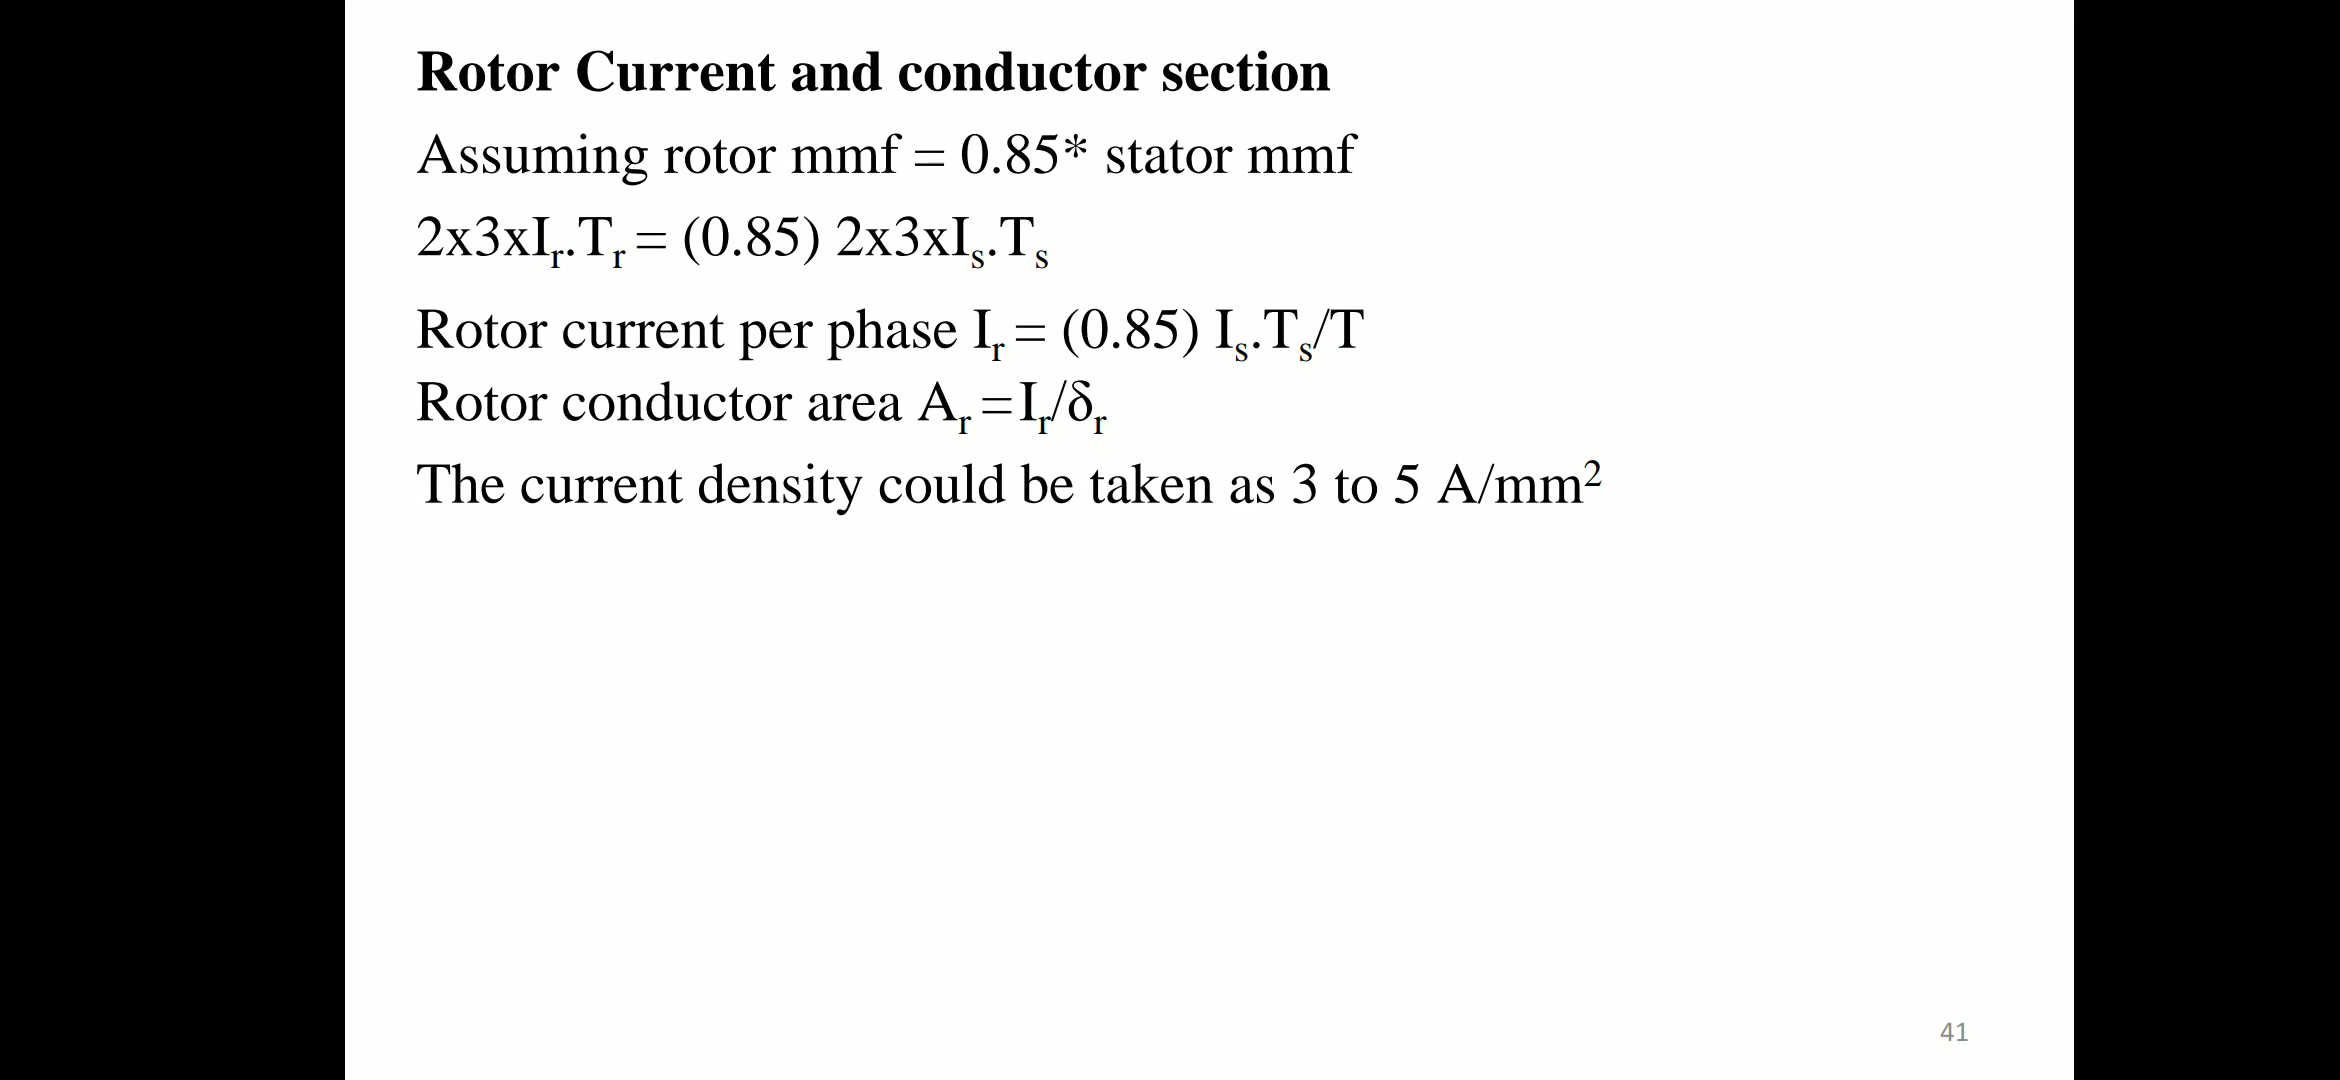 Rotor Current and conductor section
Assuming rotor mmf = 0.85* stator mmf
2x3xIᵣ.Tᵣ = (0.85) 2x3xIₛ.Tₛ
Rotor current per phase Iᵣ = (0.85) Iₛ.Tₛ/T
Rotor conductor area Aᵣ =Iᵣ/δᵣ
The current density could be taken as 3 to 5 A/mm²
41